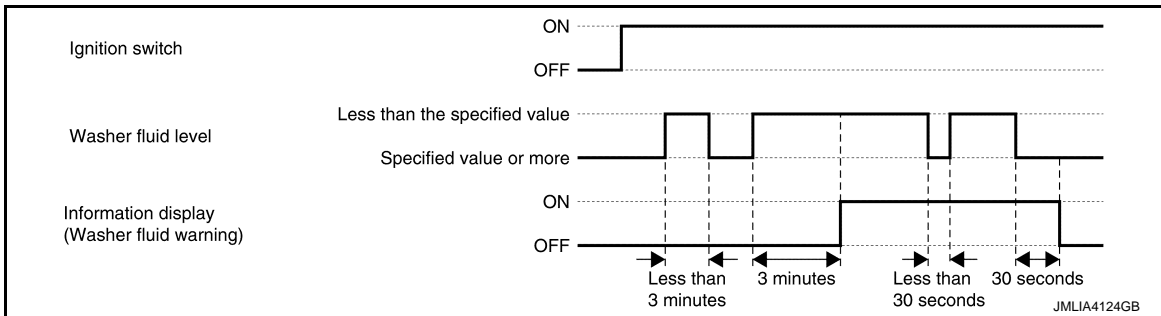 Ignition switch
ON
OFF
Washer fluid level
Less than the specified value
Specified value or more
Information display
(Washer fluid warning)
ON
OFF
Less than
3 minutes
3 minutes
Less than
30 seconds
30 seconds
JMLIA4124GB